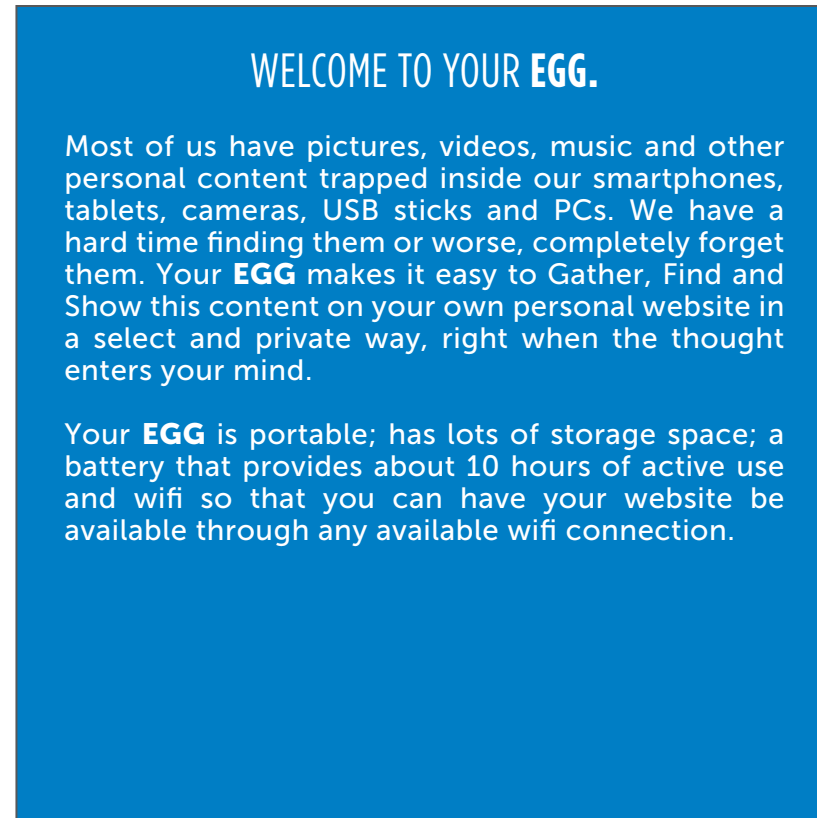 WELCOME TO YOUR EGG.
Most of us have pictures, videos, music and other
personal content trapped inside our smartphones,
tablets, cameras, USB sticks and PCs. We have a
hard time finding them or worse, completely forget
them. Your EGG makes it easy to Gather, Find and
Show this content on your own personal website in
a select and private way, right when the thought
enters your mind.
Your EGG is portable; has lots of storage space; a
battery that provides about 10 hours of active use
and wifi so that you can have your website be
available through any available wifi connection.